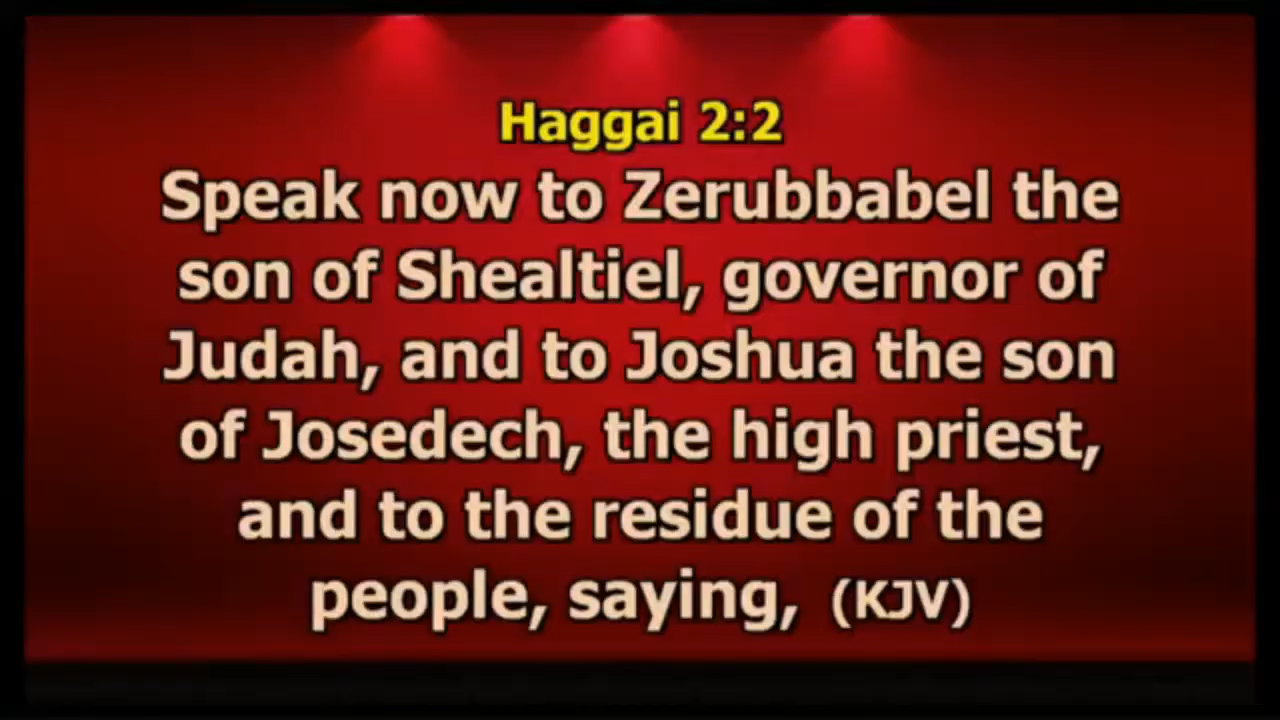 Haggai 2:2
Speak now to Zerubbabel the
son of Shealtiel, governor of
Judah, and to Joshua the son
of Josedech, the high priest,
and to the residue of the
people, saying, (KJV)